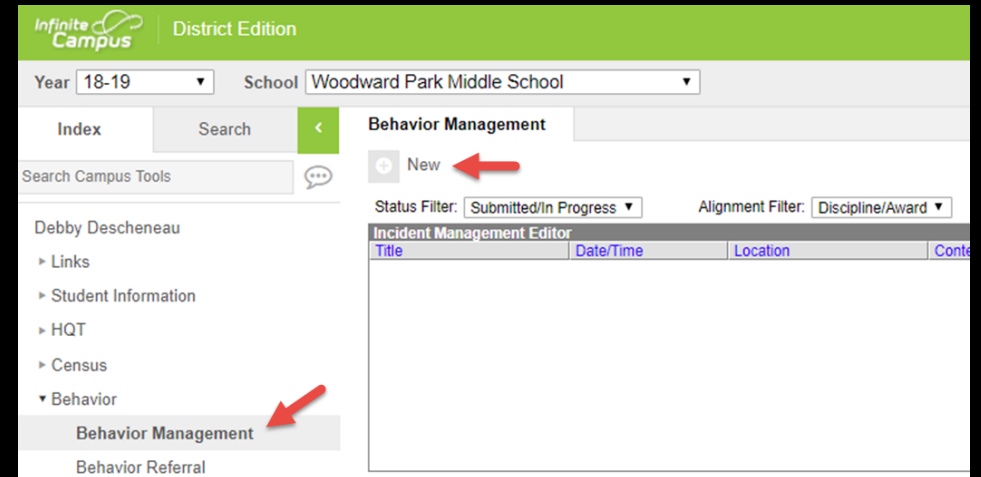 Infinite Campus District Edition
Year 18-19 School Woodward Park Middle School
Index Search
Search Campus Tools
Debby Descheneau
Links
Student Information
HQT
Census
Behavior
Behavior Management
Behavior Referral
Behavior Management
New
Status Filter: Submitted/In Progress Alignment Filter: Discipline/Award
Incident Management Editor
Title Date/Time Location Conte